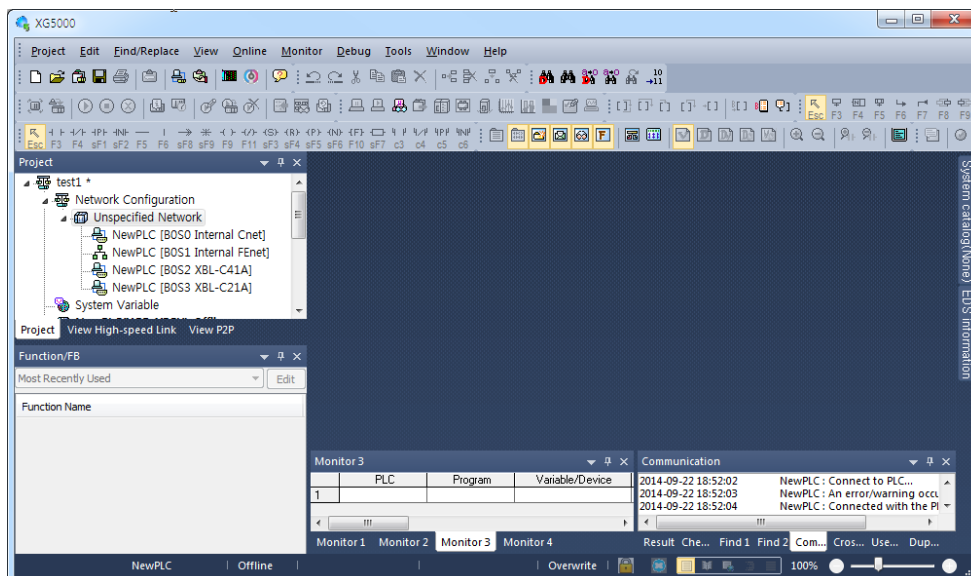 XG5000
Project Edit Find/Replace View Online Monitor Debug Tools Window Help
Esc F3 F4 F5 F6 F7 F8 F9
Esc F3 F4 sF1 sF2 F5 F6 sF8 sF9 F9 F11 sF3 sF4 sF5 sF6 F10 sF7 c3 c4 c5 c6
Project
test1 *
Network Configuration
Unspecified Network
NewPLC [B0S0 Internal Cnet]
NewPLC [B0S1 Internal FEnet]
NewPLC [B0S2 XBL-C41A]
NewPLC [B0S3 XBL-C21A]
System Variable
Project View High-speed Link View P2P
Function/FB
Most Recently Used Edit
Function Name
System catalog(None)
EDS information
Monitor 3
PLC Program Variable/Device
1
Monitor 1 Monitor 2 Monitor 3 Monitor 4
Communication
2014-09-22 18:52:02 NewPLC : Connect to PLC...
2014-09-22 18:52:03 NewPLC : An error/warning occu
2014-09-22 18:52:04 NewPLC : Connected with the Pl
Result Che... Find 1 Find 2 Com... Cros... Use... Dup...
NewPLC Offline Overwrite 100%